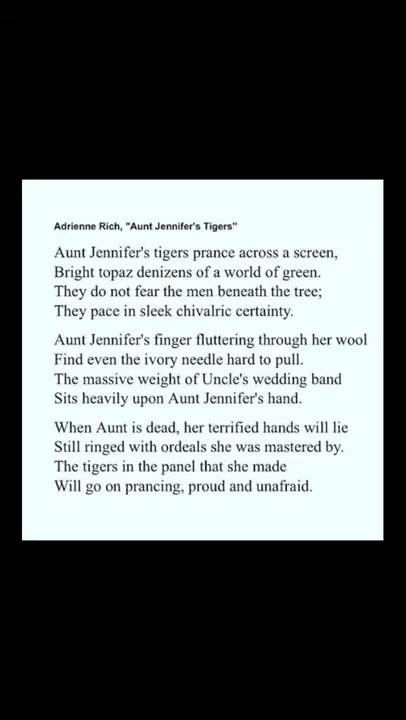 Adrienne Rich, "Aunt Jennifer's Tigers"
Aunt Jennifer's tigers prance across a screen,
Bright topaz denizens of a world of green.
They do not fear the men beneath the tree;
They pace in sleek chivalric certainty.
Aunt Jennifer's finger fluttering through her wool
Find even the ivory needle hard to pull.
The massive weight of Uncle's wedding band
Sits heavily upon Aunt Jennifer's hand.
When Aunt is dead, her terrified hands will lie
Still ringed with ordeals she was mastered by.
The tigers in the panel that she made
Will go on prancing, proud and unafraid.